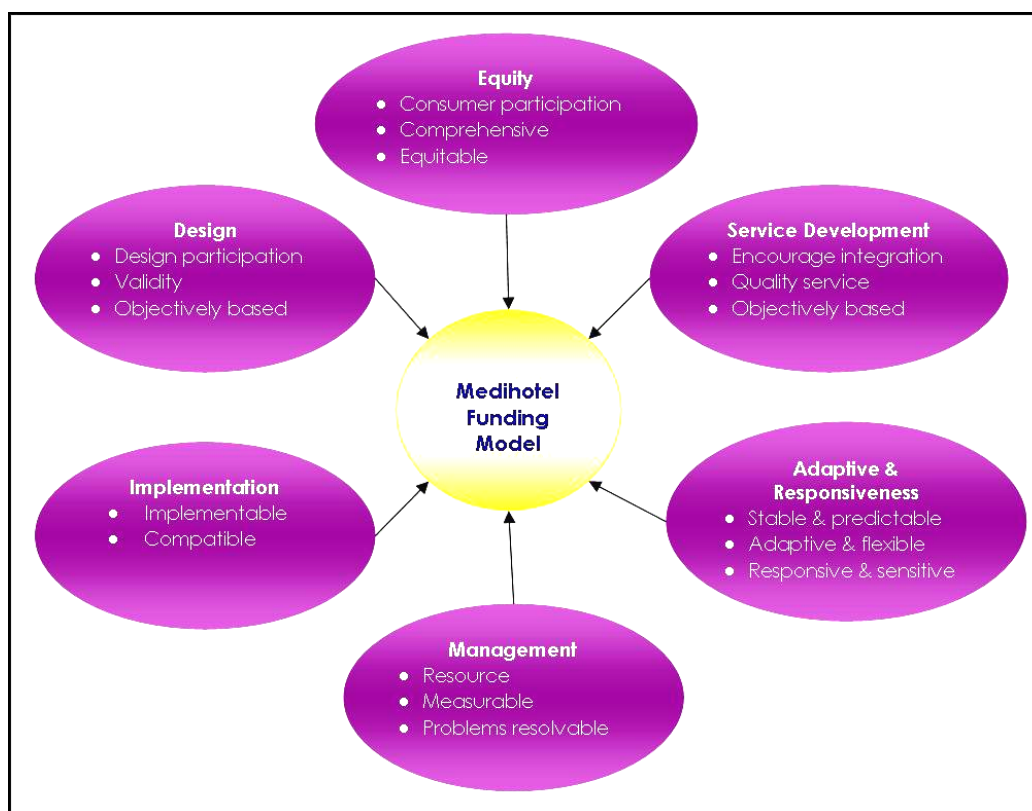 Equity
• Consumer participation
• Comprehensive
• Equitable
Design
• Design participation
• Validity
• Objectively based
Service Development
• Encourage integration
• Quality service
• Objectively based
Medihotel
Funding
Model
Implementation
• Implementable
• Compatible
Adaptive &
Responsiveness
• Stable & predictable
• Adaptive & flexible
• Responsive & sensitive
Management
• Resource
• Measurable
• Problems resolvable